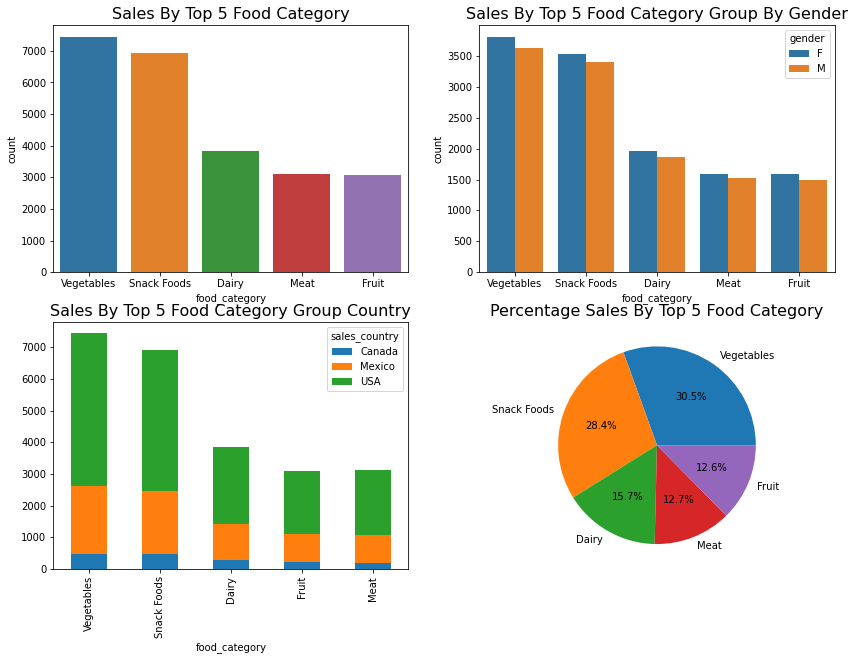 Sales By Top 5 Food Category
count
7000
6000
5000
4000
3000
2000
1000
0
Vegetables
Snack Foods
Dairy
Meat
Fruit
food_category
Sales By Top 5 Food Category Group By Gender
gender
F
M
count
3500
3000
2500
2000
1500
1000
500
0
Vegetables
Snack Foods
Dairy
Meat
Fruit
food_category
Sales By Top 5 Food Category Group Country
sales_country
Canada
Mexico
USA
7000
6000
5000
4000
3000
2000
1000
0
Vegetables
Snack Foods
Dairy
Fruit
Meat
food_category
Percentage Sales By Top 5 Food Category
Vegetables
30.5%
Snack Foods
28.4%
Dairy
15.7%
Meat
12.7%
Fruit
12.6%